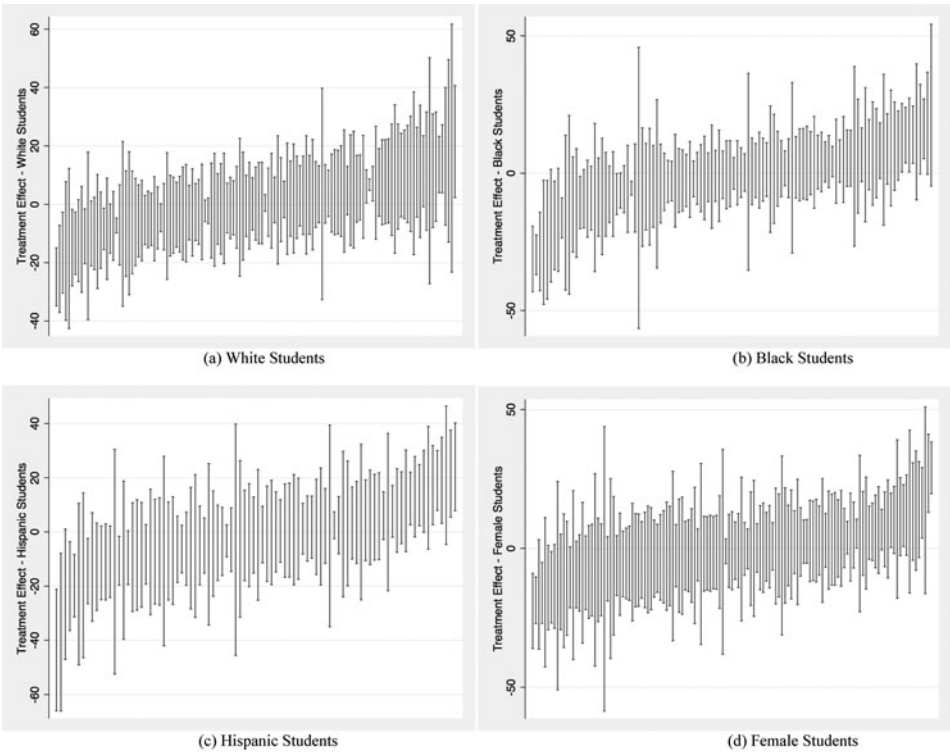 Treatment Effect - White Students
60
40
20
0
-20
-40
(a) White Students
Treatment Effect - Black Students
50
0
-50
(b) Black Students
Treatment Effect - Hispanic Students
40
20
0
-20
-40
-60
(c) Hispanic Students
Treatment Effect - Female Students
50
0
-50
(d) Female Students